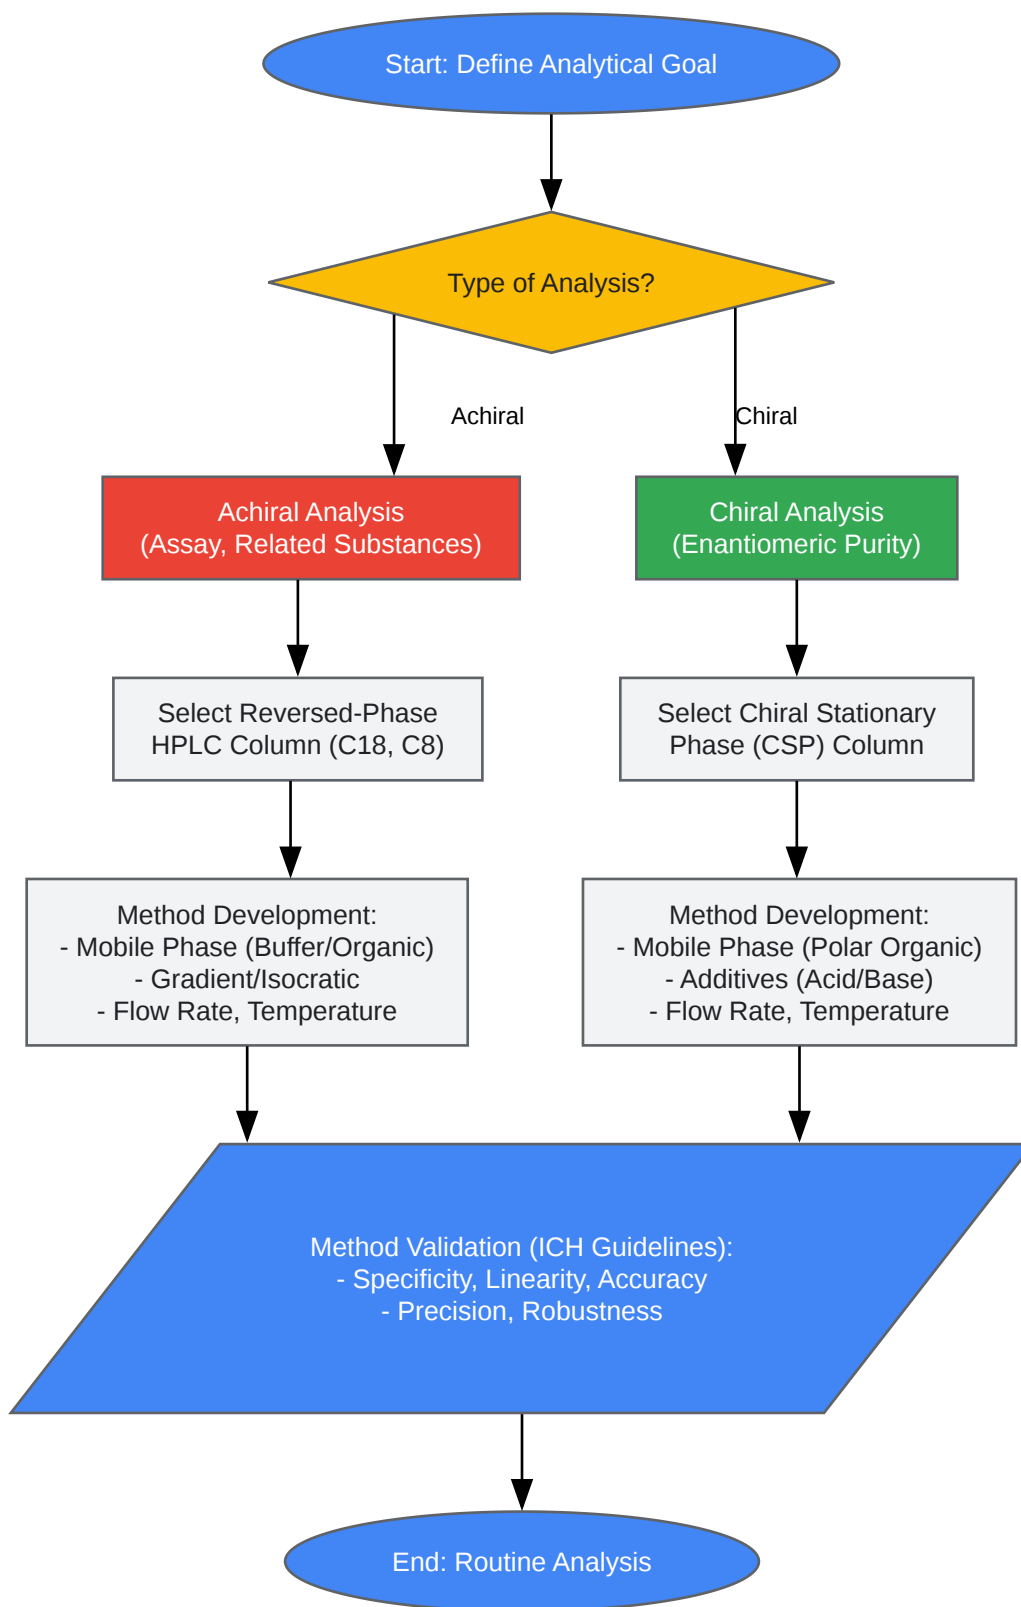 Start: Define Analytical Goal
Type of Analysis?
Achiral
Chiral
Achiral Analysis
(Assay, Related Substances)
Chiral Analysis
(Enantiomeric Purity)
Select Reversed-Phase
HPLC Column (C18, C8)
Select Chiral Stationary
Phase (CSP) Column
Method Development:
- Mobile Phase (Buffer/Organic)
- Gradient/Isocratic
- Flow Rate, Temperature
Method Development:
- Mobile Phase (Polar Organic)
- Additives (Acid/Base)
- Flow Rate, Temperature
Method Validation (ICH Guidelines):
- Specificity, Linearity, Accuracy
- Precision, Robustness
End: Routine Analysis